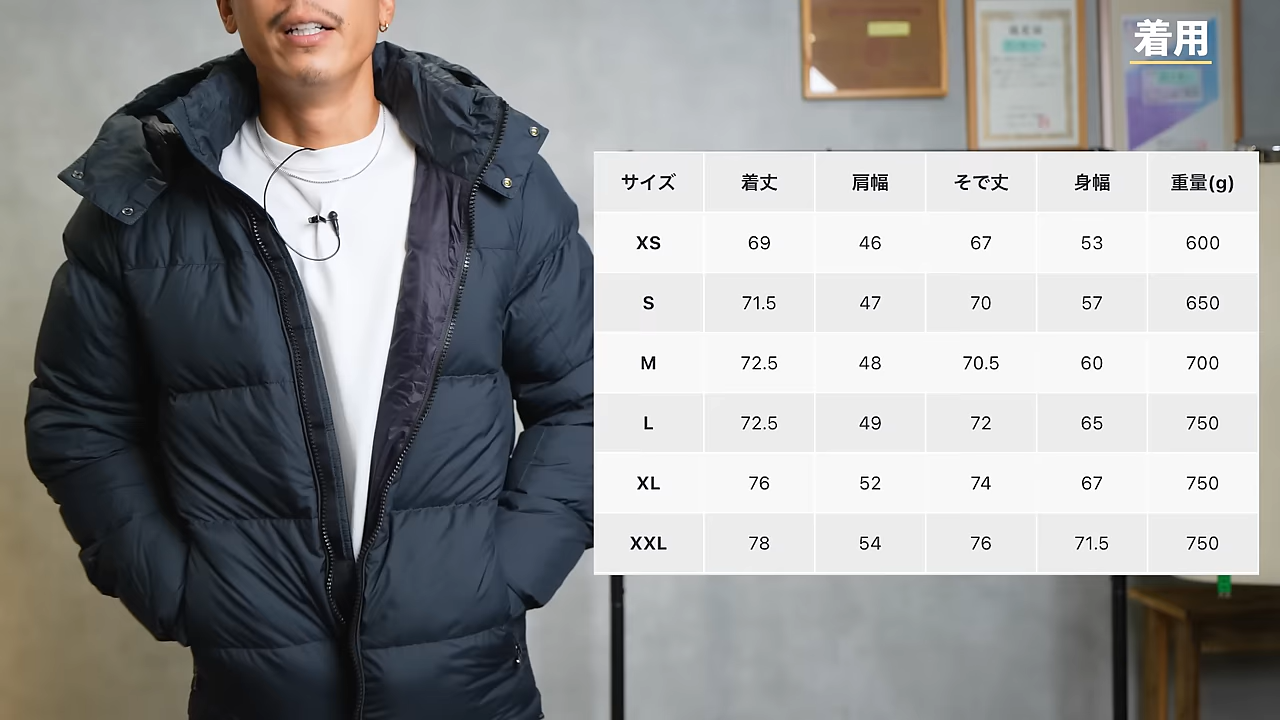 着用
サイズ 着丈 肩幅 そで丈 身幅 重量(g)
XS 69 46 67 53 600
S 71.5 47 70 57 650
M 72.5 48 70.5 60 700
L 72.5 49 72 65 750
XL 76 52 74 67 750
XXL 78 54 76 71.5 750